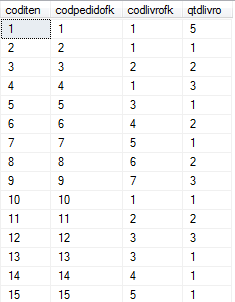 coditen codpedidofk codlivrofk qtdlivro
1 1 1 5
2 2 1 1
3 3 2 2
4 4 1 3
5 5 3 1
6 6 4 2
7 7 5 1
8 8 6 2
9 9 7 3
10 10 1 1
11 11 2 2
12 12 3 3
13 13 3 1
14 14 4 1
15 15 5 1